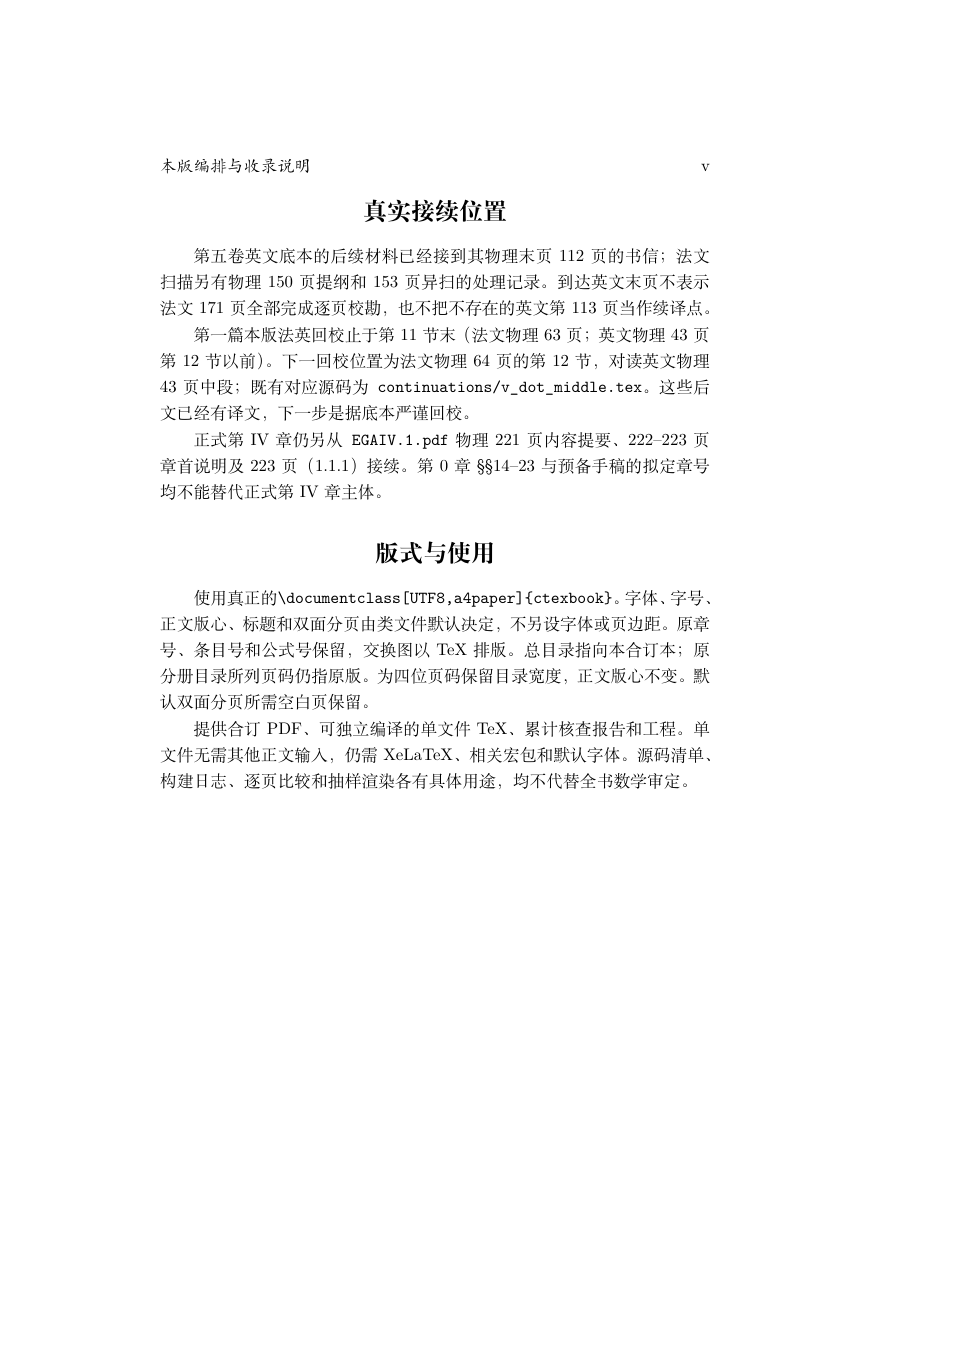 本版编排与收录说明 v
真实接续位置
第五卷英文底本的后续材料已经接到其物理末页 112 页的书信；法文
扫描另有物理 150 页提纲和 153 页异扫的处理记录。到达英文末页不表示
法文 171 页全部完成逐页校勘，也不把不存在的英文第 113 页当作续译点。
第一篇本版法英回校止于第 11 节末（法文物理 63 页；英文物理 43 页
第 12 节以前）。下一回校位置为法文物理 64 页的第 12 节，对读英文物理
43 页中段；既有对应源码为 continuations/v_dot_middle.tex。这些后
文已经有译文，下一步是据底本严谨回校。
正式第 IV 章仍另从 EGAIV.1.pdf 物理 221 页内容提要、222–223 页
章首说明及 223 页（1.1.1）接续。第 0 章 §§14–23 与预备手稿的拟定章号
均不能替代正式第 IV 章主体。
版式与使用
使用真正的\documentclass[UTF8,a4paper]{ctexbook}。字体、字号、
正文版心、标题和双面分页由类文件默认决定，不另设字体或页边距。原章
号、条目号和公式号保留，交换图以 TeX 排版。总目录指向本合订本；原
分册目录所列页码仍指原版。为四位页码保留目录宽度，正文版心不变。默
认双面分页所需空白页保留。
提供合订 PDF、可独立编译的单文件 TeX、累计核查报告和工程。单
文件无需其他正文输入，仍需 XeLaTeX、相关宏包和默认字体。源码清单、
构建日志、逐页比较和抽样渲染各有具体用途，均不代替全书数学审定。